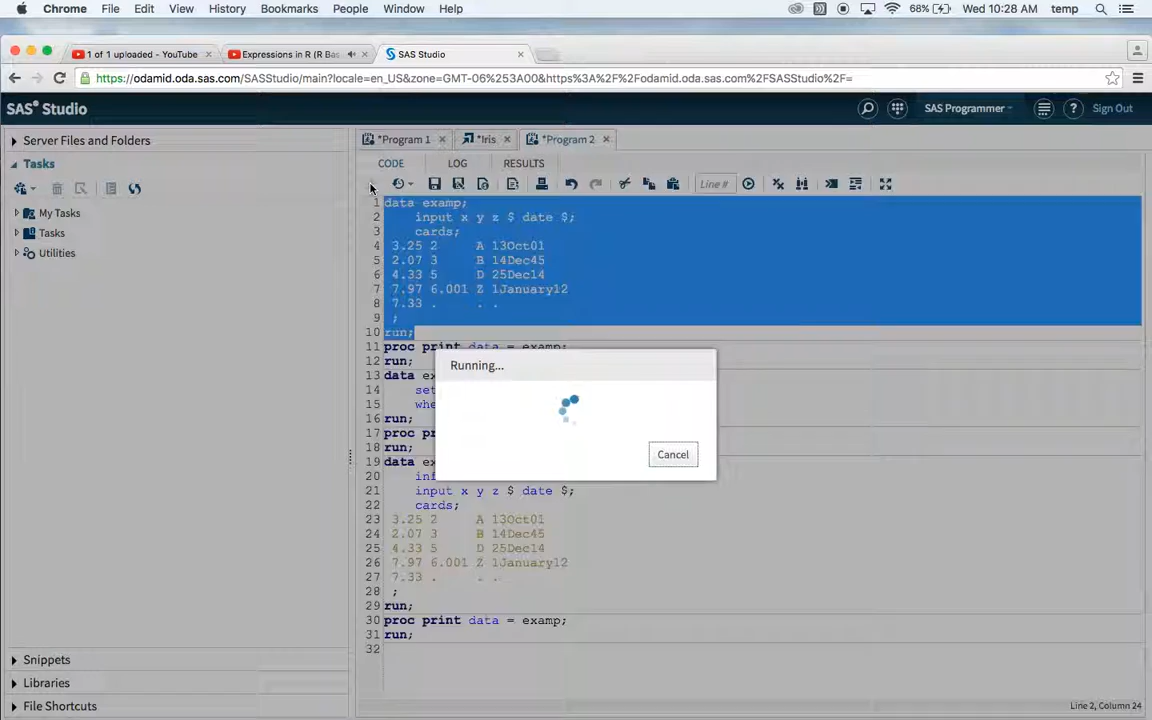 Chrome File Edit View History Bookmarks People Window Help 68% Wed 10:28 AM temp
1 of 1 uploaded - YouTube Expressions in R (R Bas SAS Studio
https://odamid.oda.sas.com/SASStudio/main?locale=en_US&zone=GMT-06%253A00&https%3A%2F%2Fodamid.oda.sas.com%2FSASStudio%2F=
SAS® Studio SAS Programmer Sign Out
Server Files and Folders
Tasks
My Tasks
Tasks
Utilities
Snippets
Libraries
File Shortcuts
*Program 1 *Iris *Program 2
CODE LOG RESULTS
Line #
1 data examp;
2 input x y z $ date $;
3 cards;
4 3.25 2 A 13Oct01
5 2.07 3 B 14Dec45
6 4.33 5 D 25Dec14
7 7.97 6.001 Z 1January12
8 7.33 . . .
9 ;
10 run;
11 proc print data = examp;
12 run;
13 data
14 set
15
16 run;
17 proc
18 run;
19 data
20
21 input x y z $ date $;
22 cards;
23 3.25 2 A 13Oct01
24 2.07 3 B 14Dec45
25 4.33 5 D 25Dec14
26 7.97 6.001 Z 1January12
27 7.33 . . .
28 ;
29 run;
30 proc print data = examp;
31 run;
32
Running...
Cancel
Line 2, Column 24